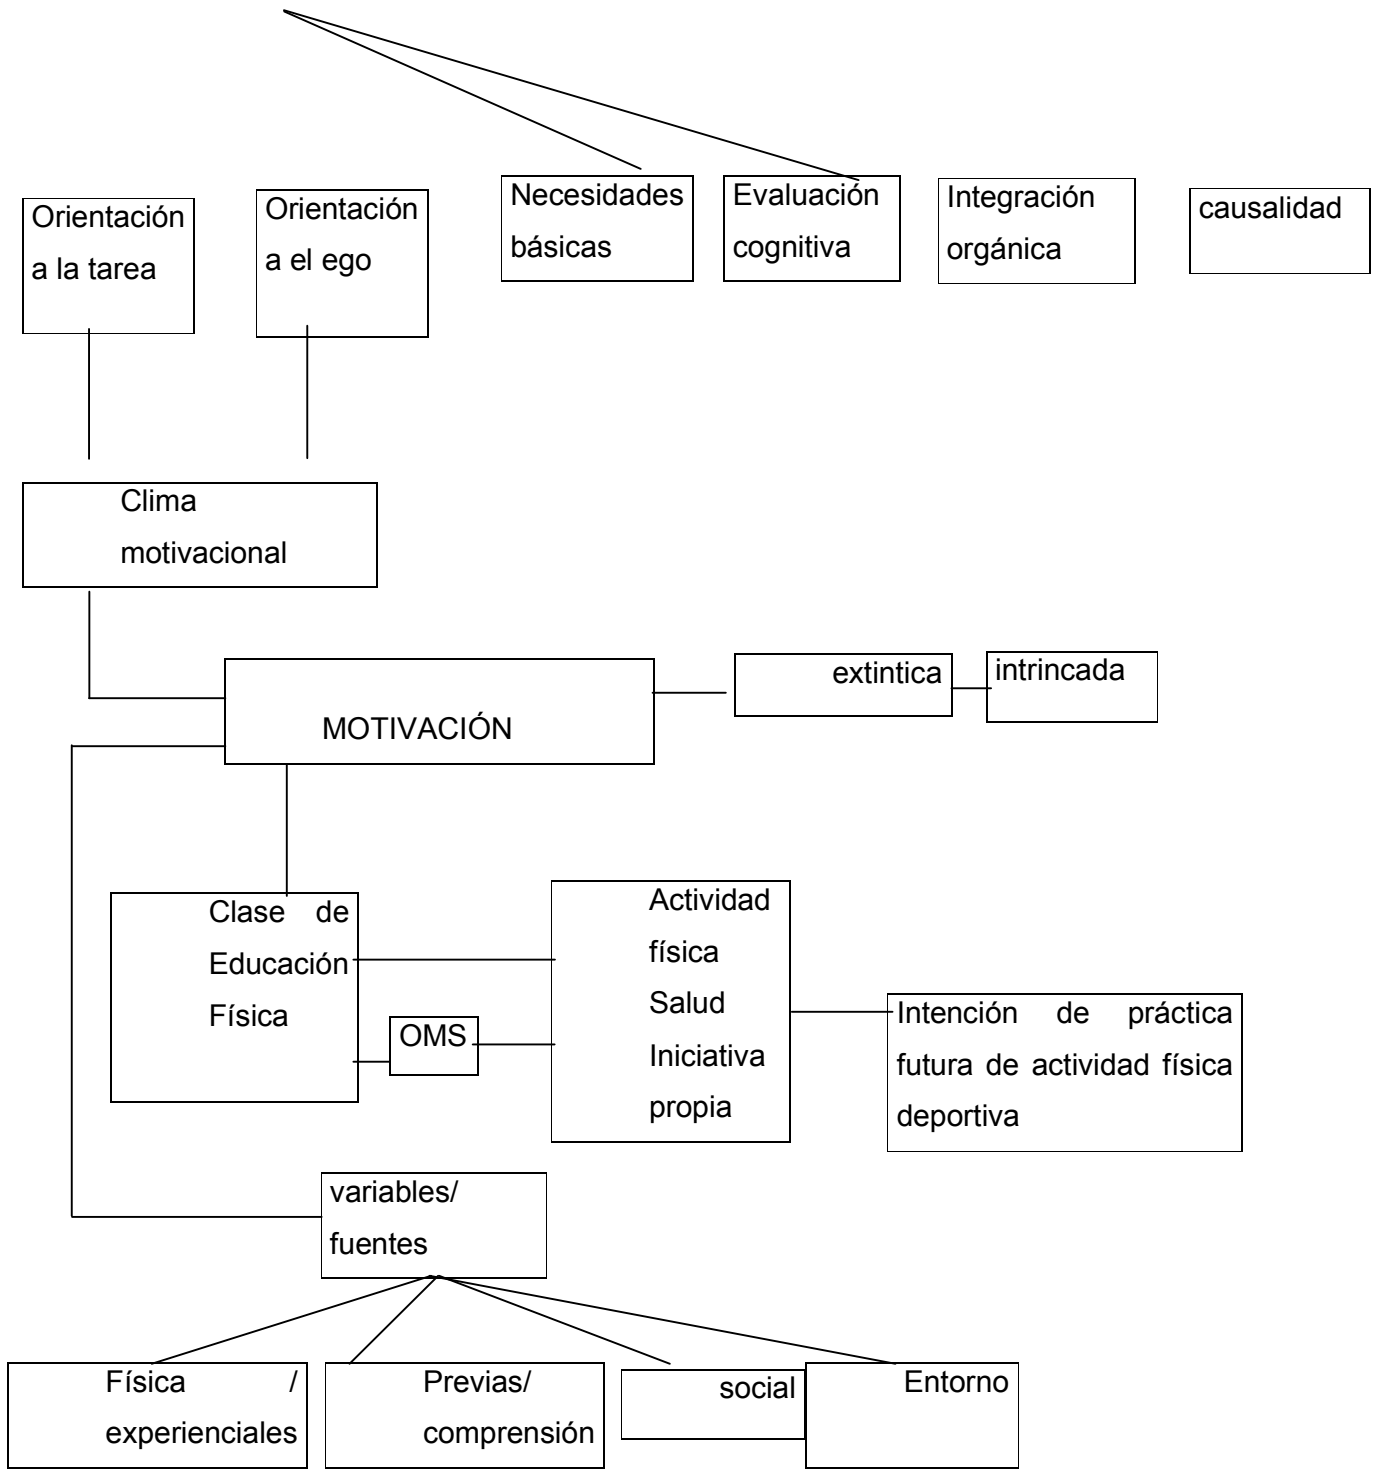 Orientación
a la tarea
Orientación
a el ego
Necesidades
básicas
Evaluación
cognitiva
Integración
orgánica
causalidad
Clima
motivacional
MOTIVACIÓN
extintica
intrincada
Clase de
Educación
Física
OMS
Actividad
física
Salud
Iniciativa
propia
Intención de práctica
futura de actividad física
deportiva
variables/
fuentes
Física /
experienciales
Previas/
comprensión
social
Entorno